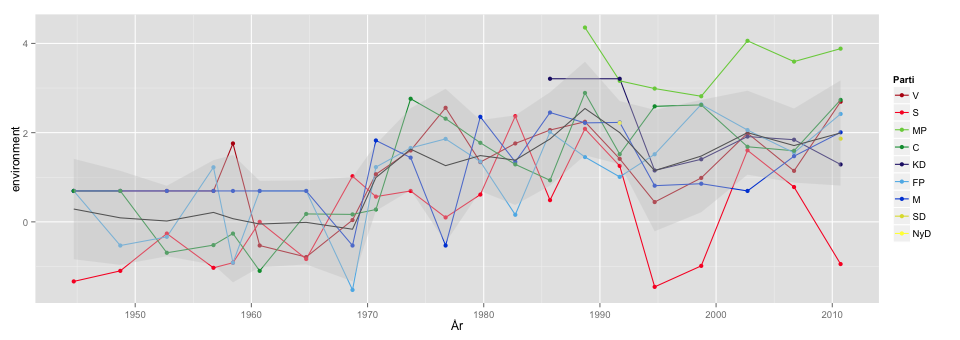 environment
4
2
0
1950
1960
1970
1980
1990
2000
2010
År
Parti
V
S
MP
C
KD
FP
M
SD
NyD